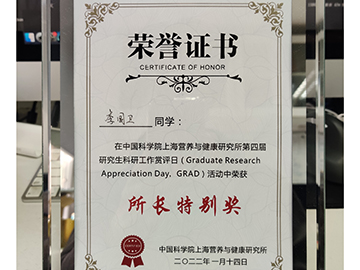 荣誉证书
CERTIFICATE OF HONOR
李国卫 同学：
在中国科学院上海营养与健康研究所第四届
研究生科研工作赏评日（Graduate Research
Appreciation Day，GRAD）活动中荣获
所长特别奖
中国科学院上海营养与健康研究所
二〇二二年一月十四日